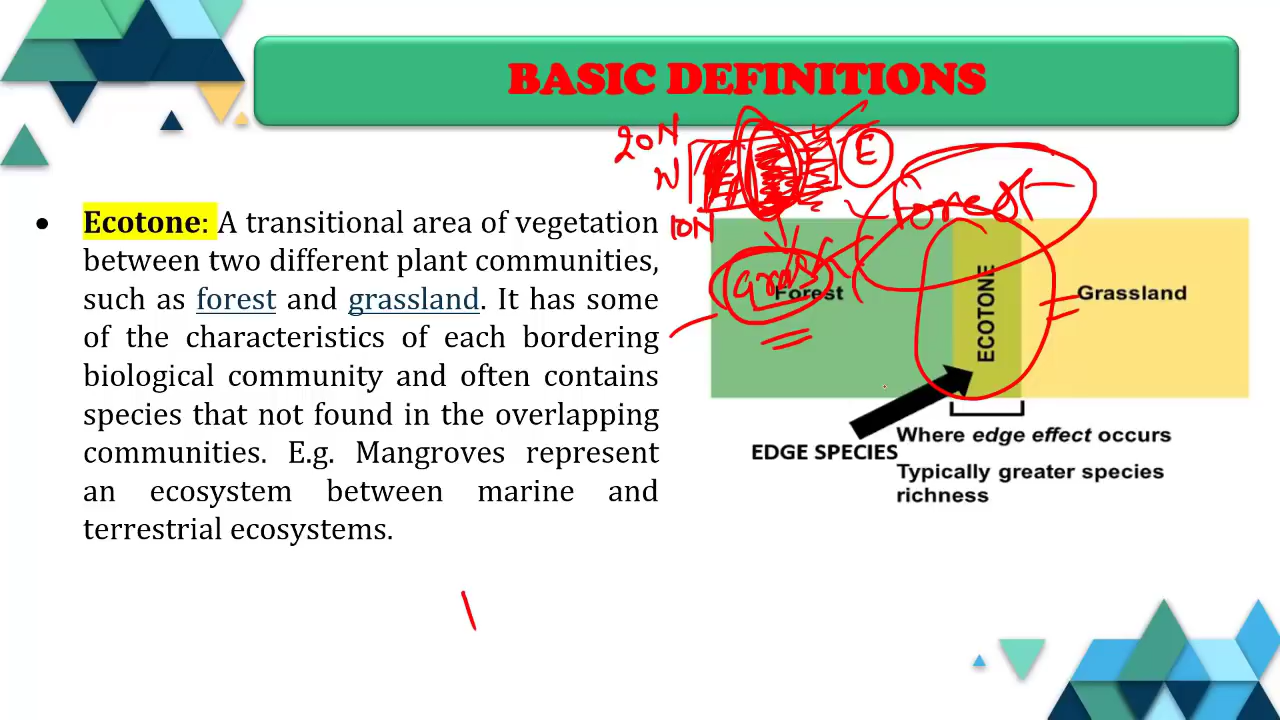 BASIC DEFINITIONS
20N
W
E
10N
Forest
grass
• Ecotone: A transitional area of vegetation
between two different plant communities,
such as forest and grassland. It has some
of the characteristics of each bordering
biological community and often contains
species that not found in the overlapping
communities. E.g. Mangroves represent
an ecosystem between marine and
terrestrial ecosystems.
Forest
ECOTONE
Grassland
EDGE SPECIES
Where edge effect occurs
Typically greater species
richness